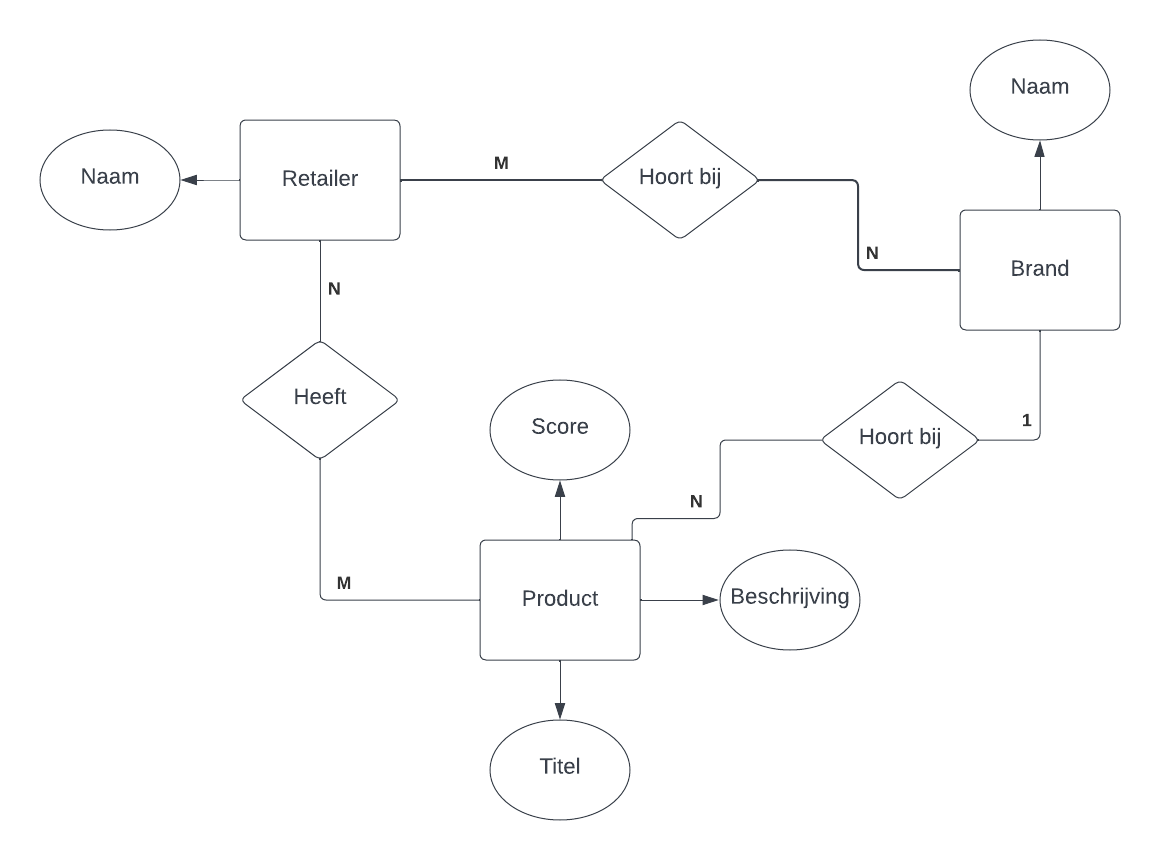 Naam
Naam
M
Retailer
Hoort bij
N
Brand
N
Heeft
Score
1
Hoort bij
N
M
Product
Beschrijving
Titel